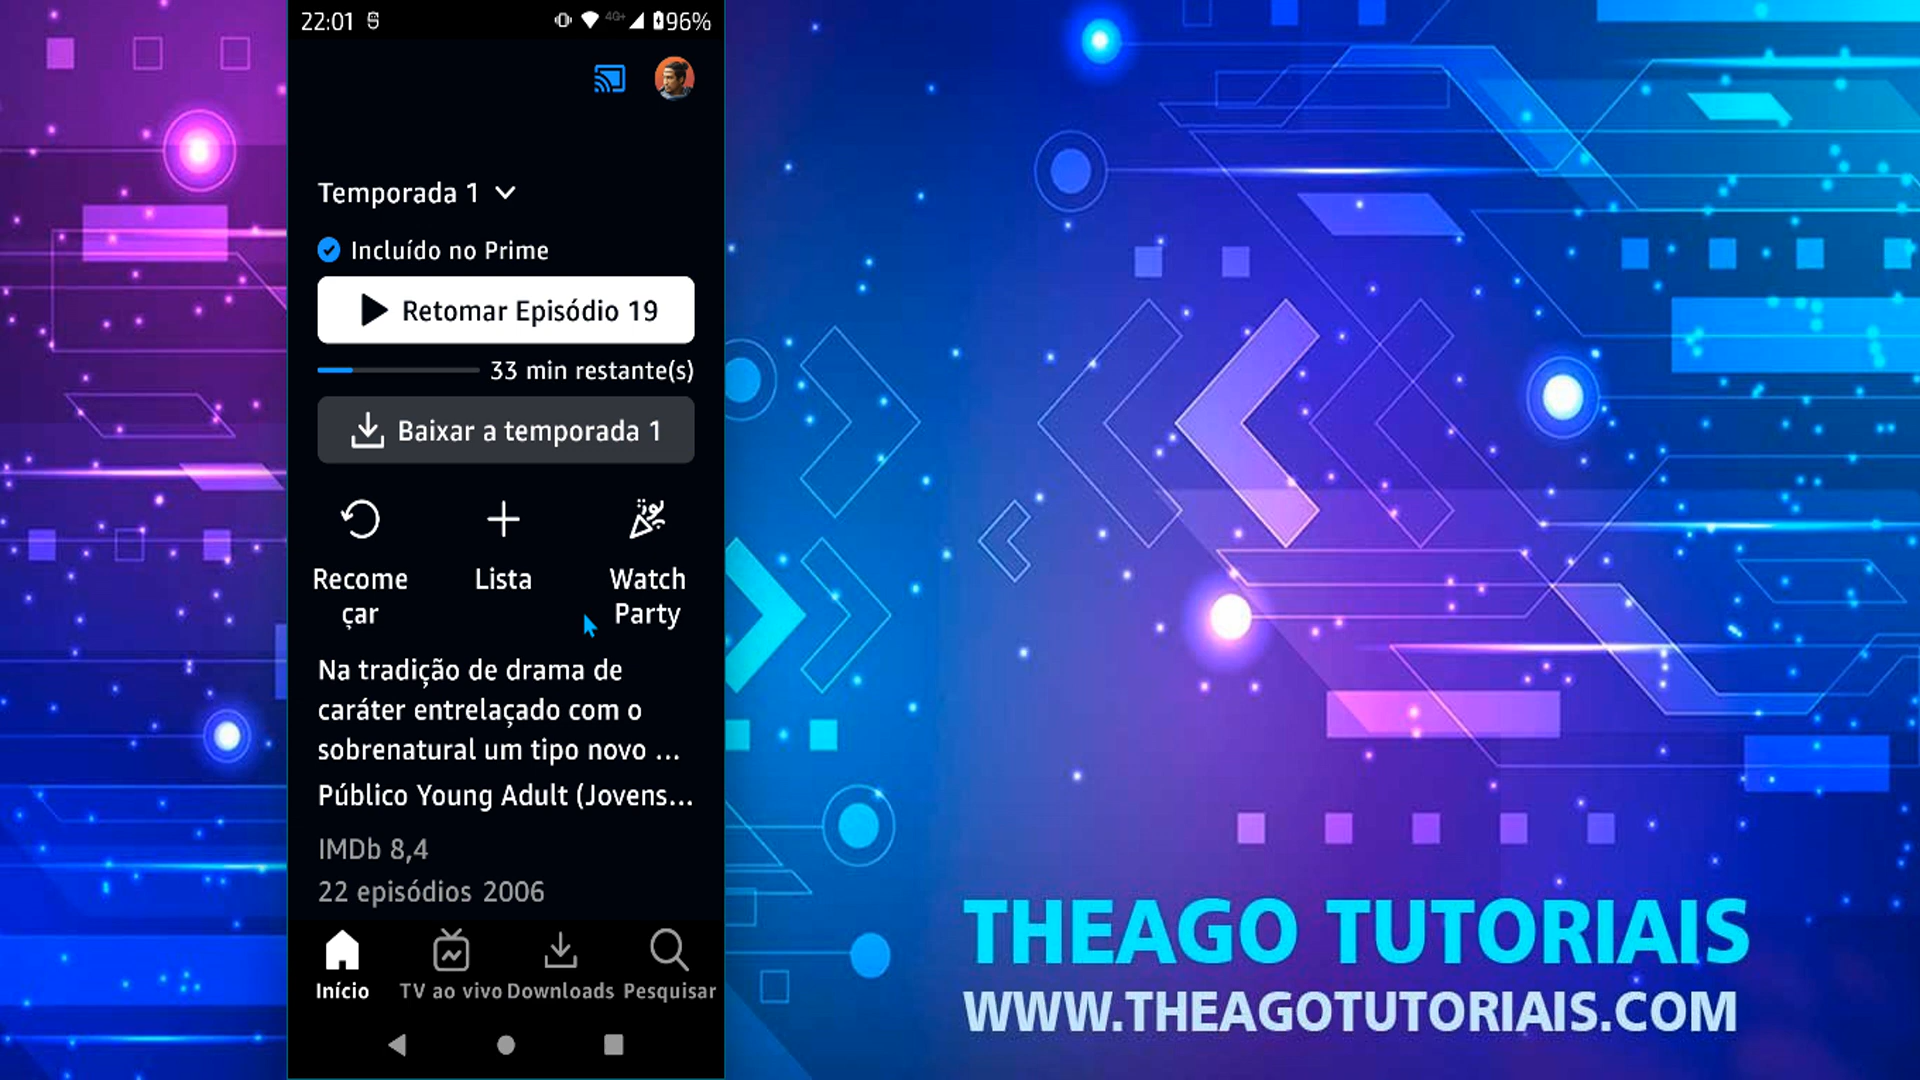 22:01
4G+
96%
Temporada 1
Incluído no Prime
Retomar Episódio 19
33 min restante(s)
Baixar a temporada 1
Recome
çar
Lista
Watch
Party
Na tradição de drama de
caráter entrelaçado com o
sobrenatural um tipo novo ...
Público Young Adult (Jovens...
IMDb 8,4
22 episódios 2006
Início
TV ao vivo
Downloads
Pesquisar
THEAGO TUTORIAIS
WWW.THEAGOTUTORIAIS.COM